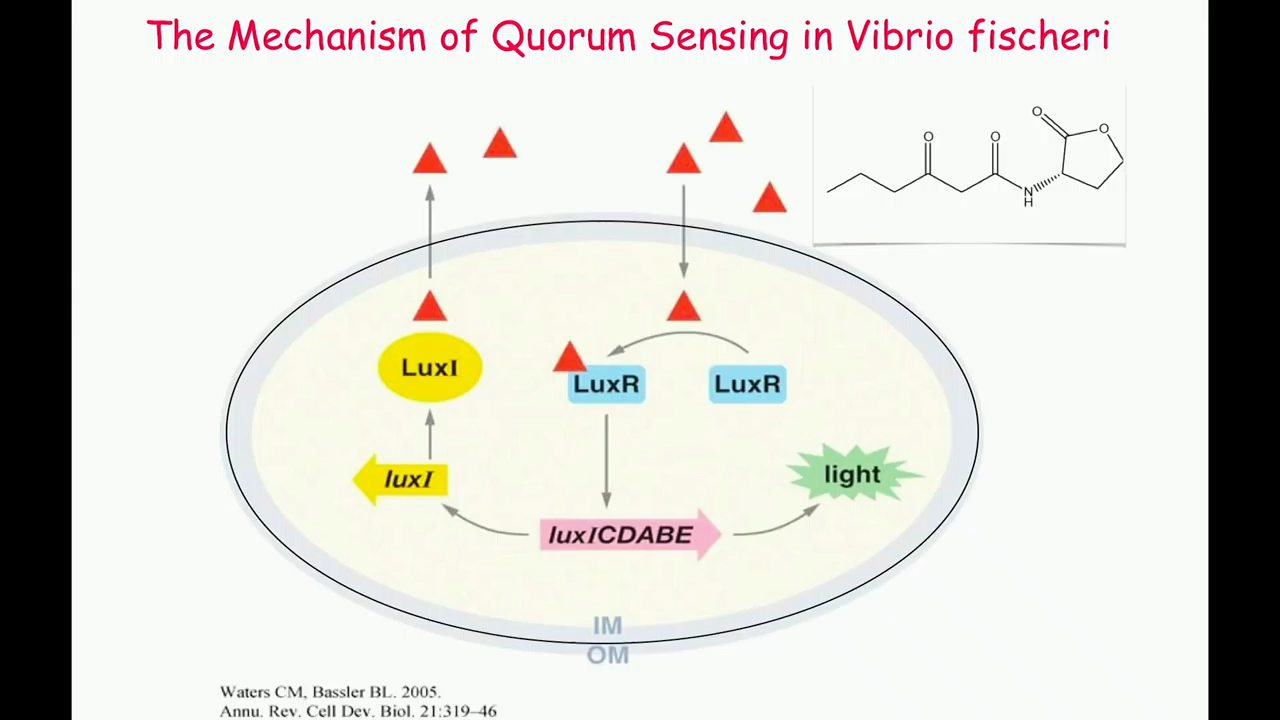 The Mechanism of Quorum Sensing in Vibrio fischeri
O
O
O
O
N
H
LuxI
LuxR
LuxR
luxI
light
luxICDABE
IM
OM
Waters CM, Bassler BL. 2005.
Annu. Rev. Cell Dev. Biol. 21:319–46